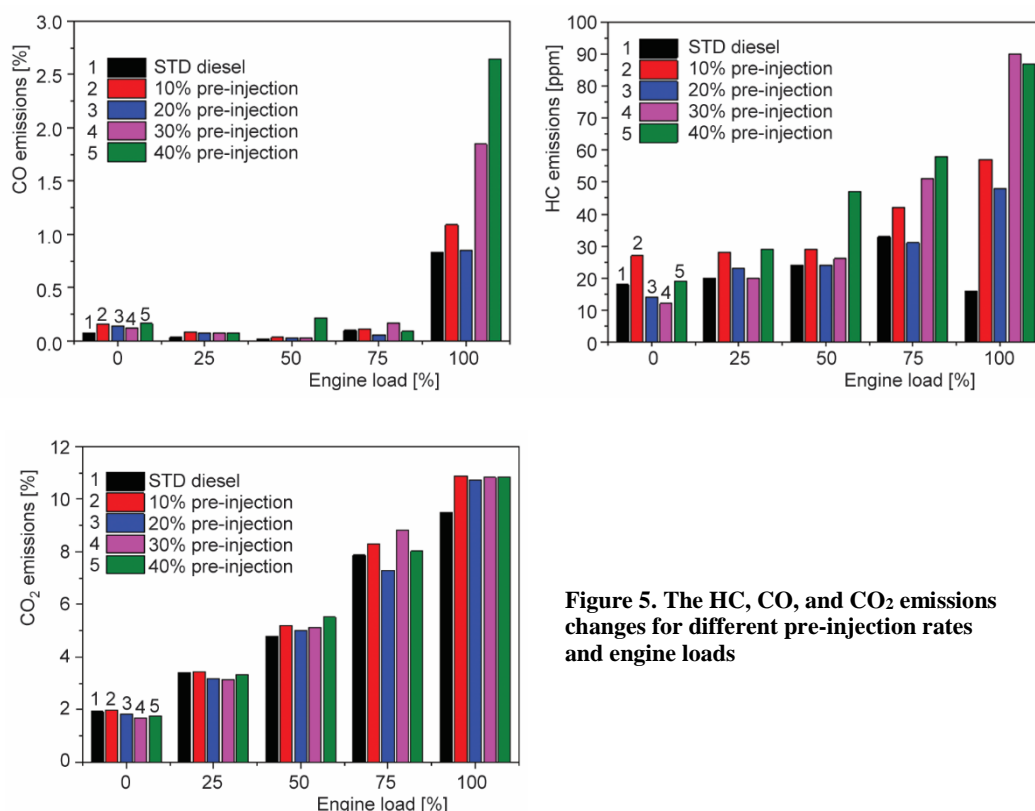 CO emissions [%]
3.0
2.5
2.0
1.5
1.0
0.5
0.0
1 STD diesel
2 10% pre-injection
3 20% pre-injection
4 30% pre-injection
5 40% pre-injection
1 2 3 4 5
0 25 50 75 100
Engine load [%]
HC emissions [ppm]
100
90
80
70
60
50
40
30
20
10
0
1 STD diesel
2 10% pre-injection
3 20% pre-injection
4 30% pre-injection
5 40% pre-injection
1 2 3 4 5
0 25 50 75 100
Engine load [%]
CO₂ emissions [%]
12
10
8
6
4
2
0
1 STD diesel
2 10% pre-injection
3 20% pre-injection
4 30% pre-injection
5 40% pre-injection
1 2 3 4 5
0 25 50 75 100
Engine load [%]
Figure 5. The HC, CO, and CO₂ emissions
changes for different pre-injection rates
and engine loads